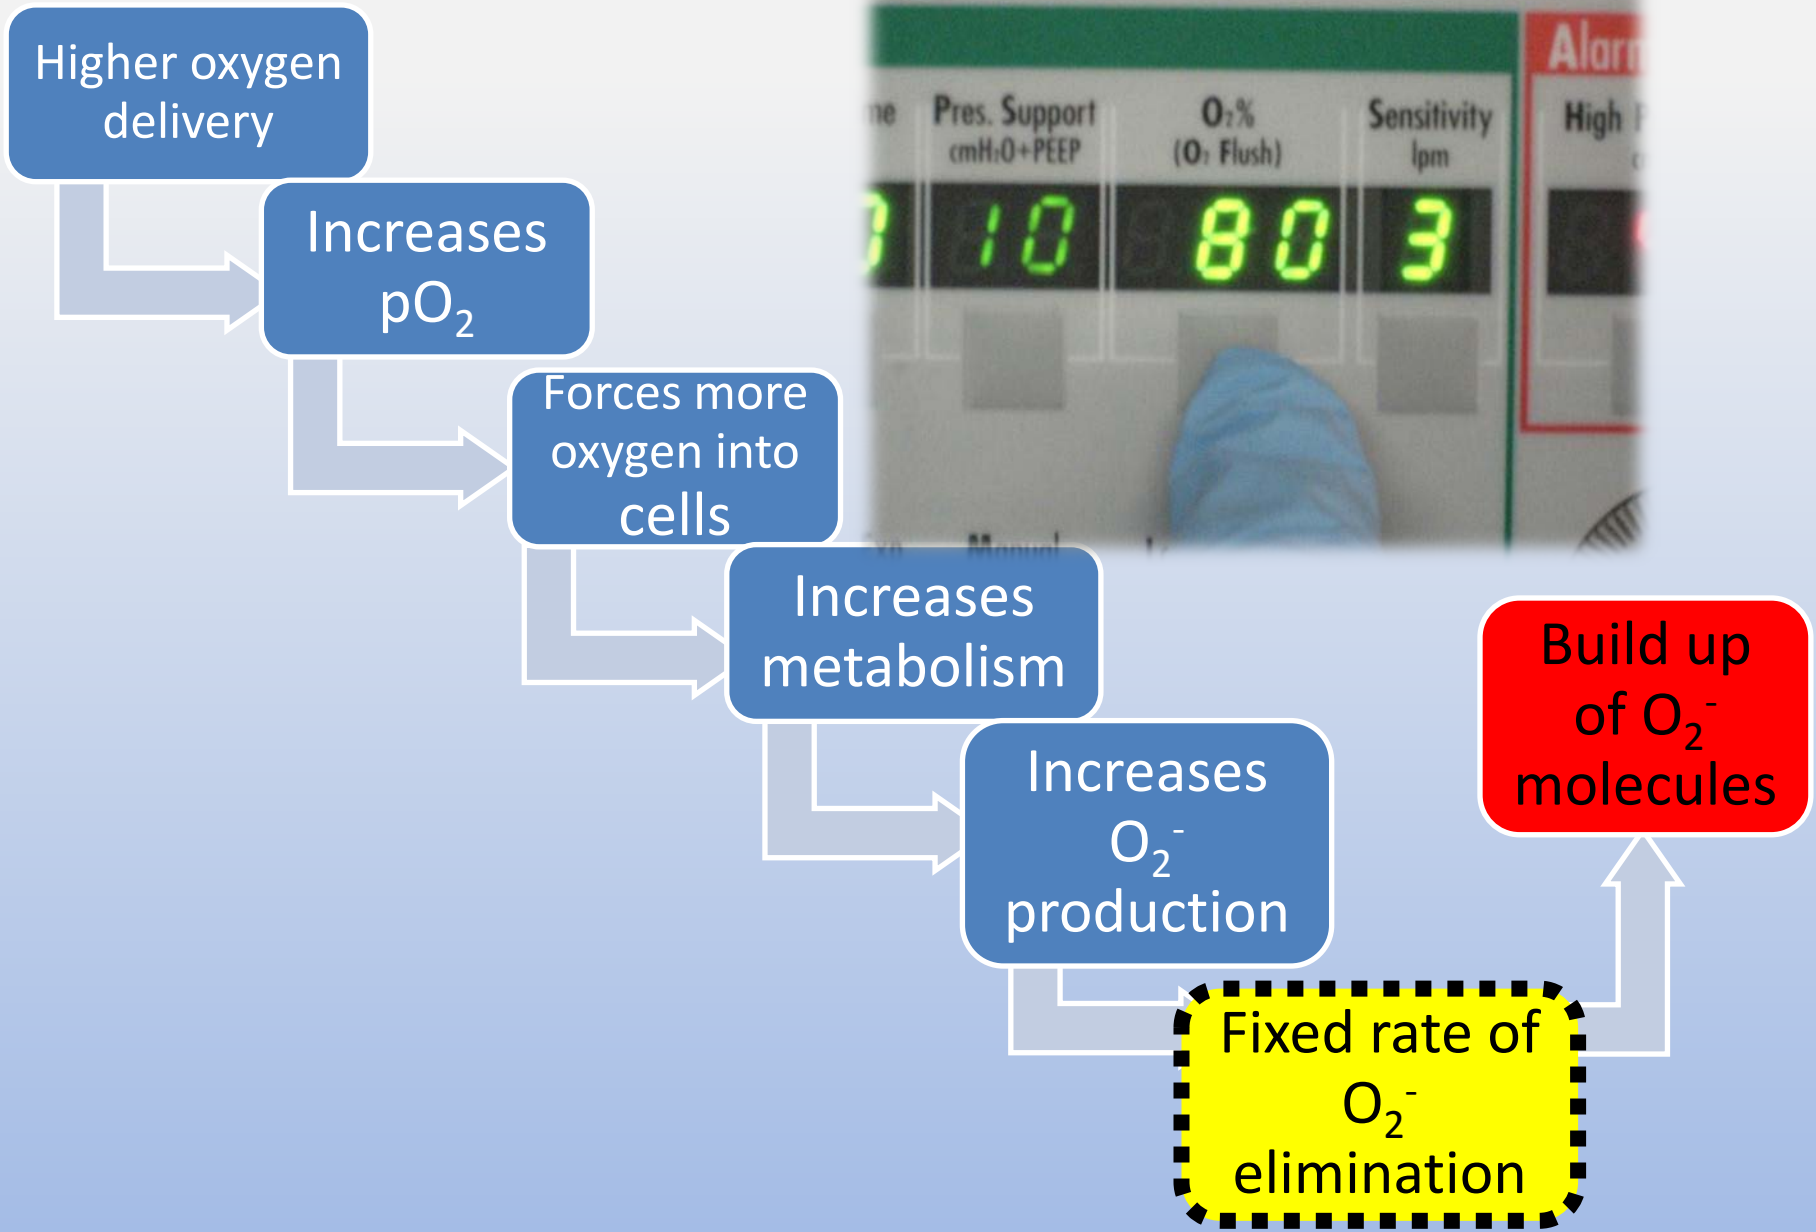 Higher oxygen
delivery
Increases
pO₂
Forces more
oxygen into
cells
Increases
metabolism
Increases
O₂⁻
production
Fixed rate of
O₂⁻
elimination
Build up
of O₂⁻
molecules
Pres. Support
cmH₂O+PEEP
10
O₂%
(O₂ Flush)
80
Sensitivity
lpm
3
High
Manual